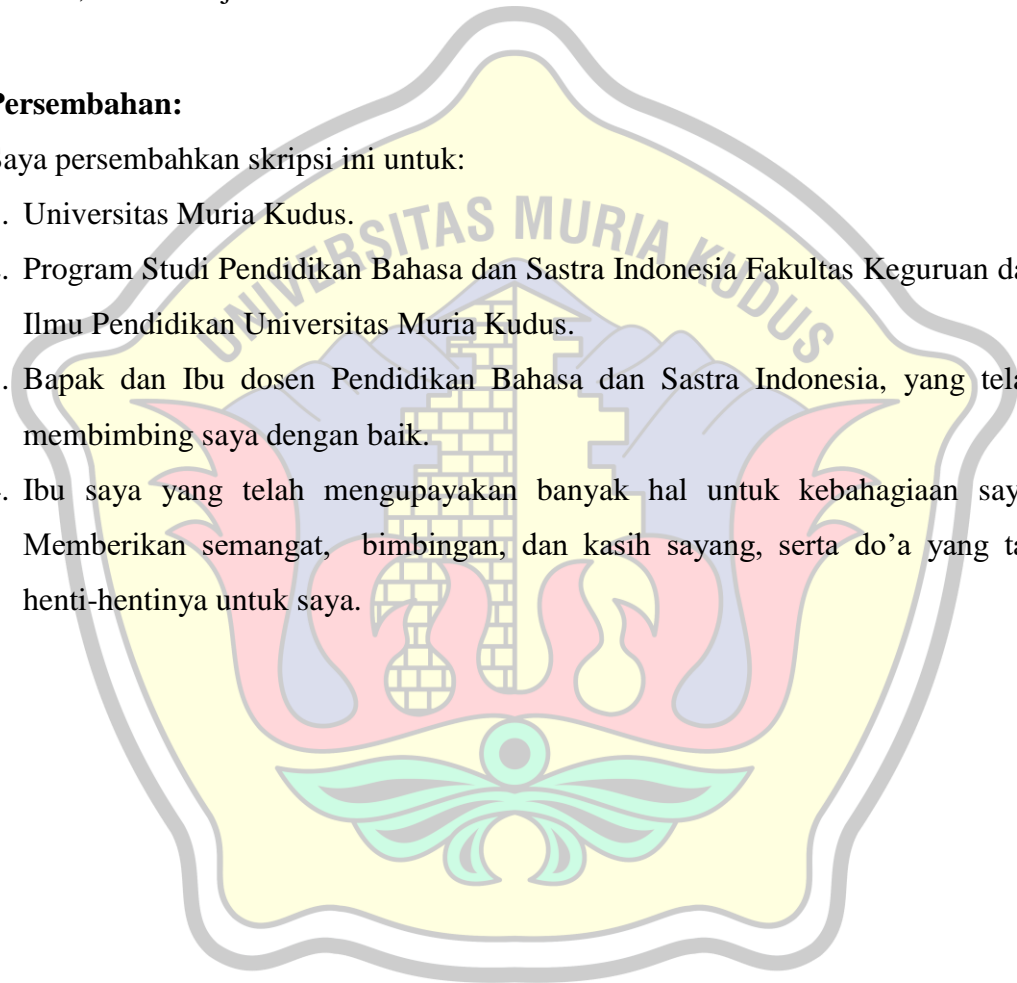 Persembahan:
Saya persembahkan skripsi ini untuk:
. Universitas Muria Kudus.
. Program Studi Pendidikan Bahasa dan Sastra Indonesia Fakultas Keguruan da
Ilmu Pendidikan Universitas Muria Kudus.
. Bapak dan Ibu dosen Pendidikan Bahasa dan Sastra Indonesia, yang tela
membimbing saya dengan baik.
. Ibu saya yang telah mengupayakan banyak hal untuk kebahagiaan say
Memberikan semangat, bimbingan, dan kasih sayang, serta do’a yang ta
henti-hentinya untuk saya.
UNIVERSITAS MURIA KUDUS